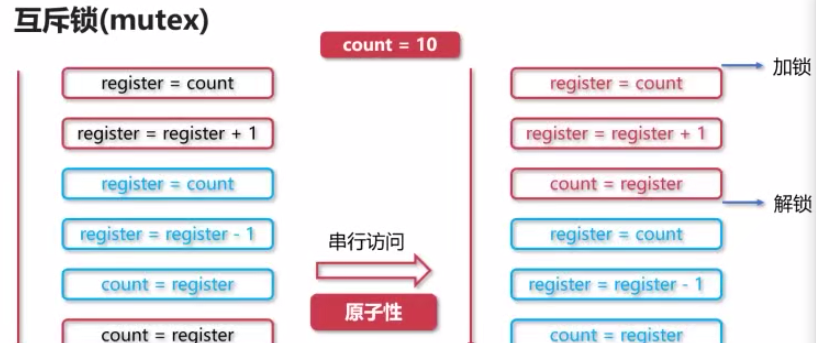 互斥锁(mutex)
count = 10
register = count
register = register + 1
register = count
register = register - 1
count = register
count = register
串行访问
原子性
register = count
register = register + 1
count = register
register = count
register = register - 1
count = register
加锁
解锁